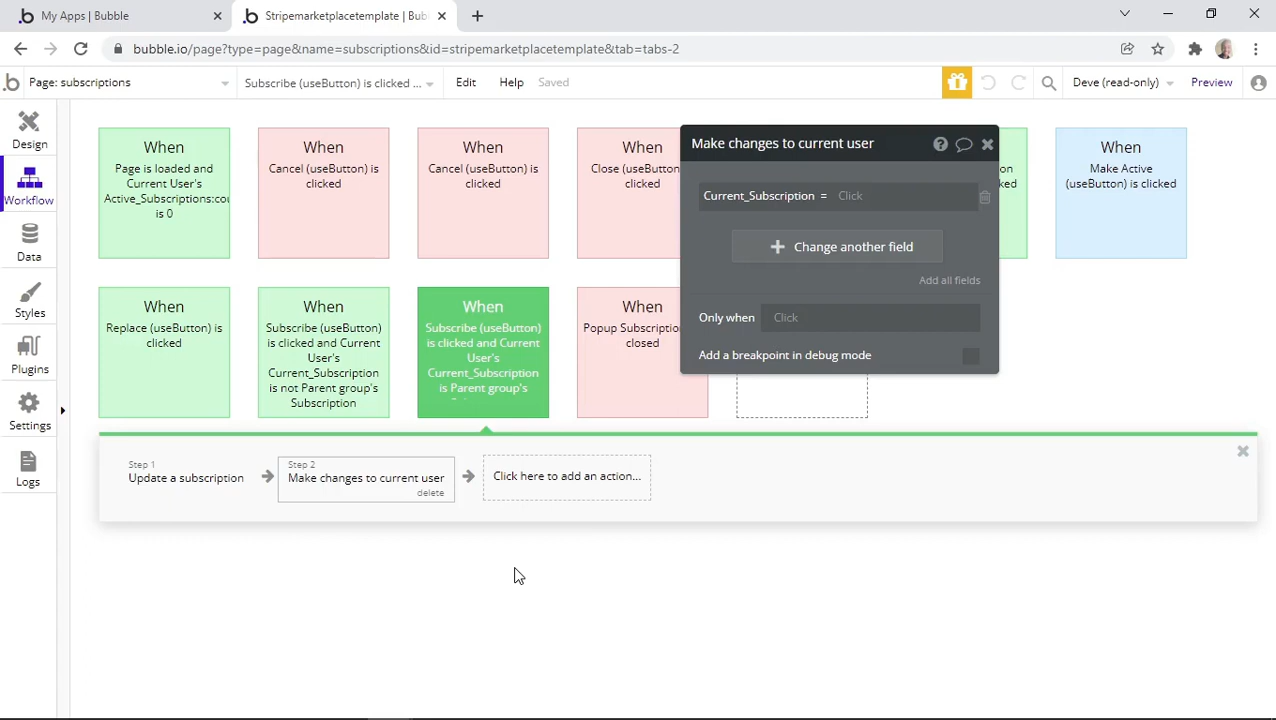 My Apps | Bubble
Stripemarketplacetemplate | Bub
bubble.io/page?type=page&name=subscriptions&id=stripemarketplacetemplate&tab=tabs-2
Page: subscriptions
Subscribe (useButton) is clicked ...
Edit
Help
Saved
Deve (read-only)
Preview
Design
Workflow
Data
Styles
Plugins
Settings
Logs
When
Page is loaded and
Current User's
Active_Subscriptions:cou
is 0
When
Cancel (useButton) is
clicked
When
Cancel (useButton) is
clicked
When
Close (useButton)
clicked
When
Make Active
(useButton) is clicked
When
Replace (useButton) is
clicked
When
Subscribe (useButton)
is clicked and Current
User's
Current_Subscription
is not Parent group's
Subscription
When
Subscribe (useButton)
is clicked and Current
User's
Current_Subscription
is Parent group's
When
Popup Subscription
closed
Make changes to current user
Current_Subscription = Click
Change another field
Add all fields
Only when Click
Add a breakpoint in debug mode
Step 1
Update a subscription
Step 2
Make changes to current user
delete
Click here to add an action...